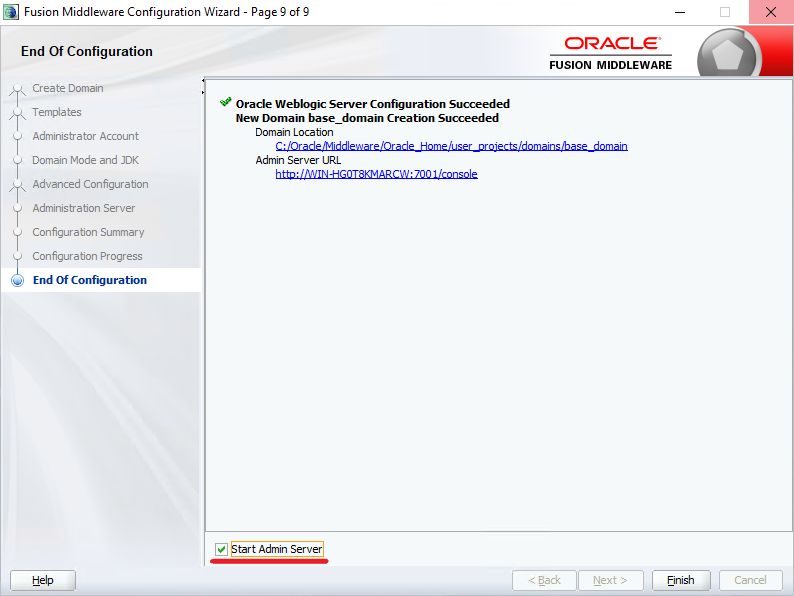 Fusion Middleware Configuration Wizard - Page 9 of 9
End Of Configuration
ORACLE
FUSION MIDDLEWARE
Create Domain
Templates
Administrator Account
Domain Mode and JDK
Advanced Configuration
Administration Server
Configuration Summary
Configuration Progress
End Of Configuration
Oracle Weblogic Server Configuration Succeeded
New Domain base_domain Creation Succeeded
Domain Location
C:/Oracle/Middleware/Oracle_Home/user_projects/domains/base_domain
Admin Server URL
http://WIN-HG0T8KMARCW:7001/console
Start Admin Server
Help
< Back
Next >
Finish
Cancel